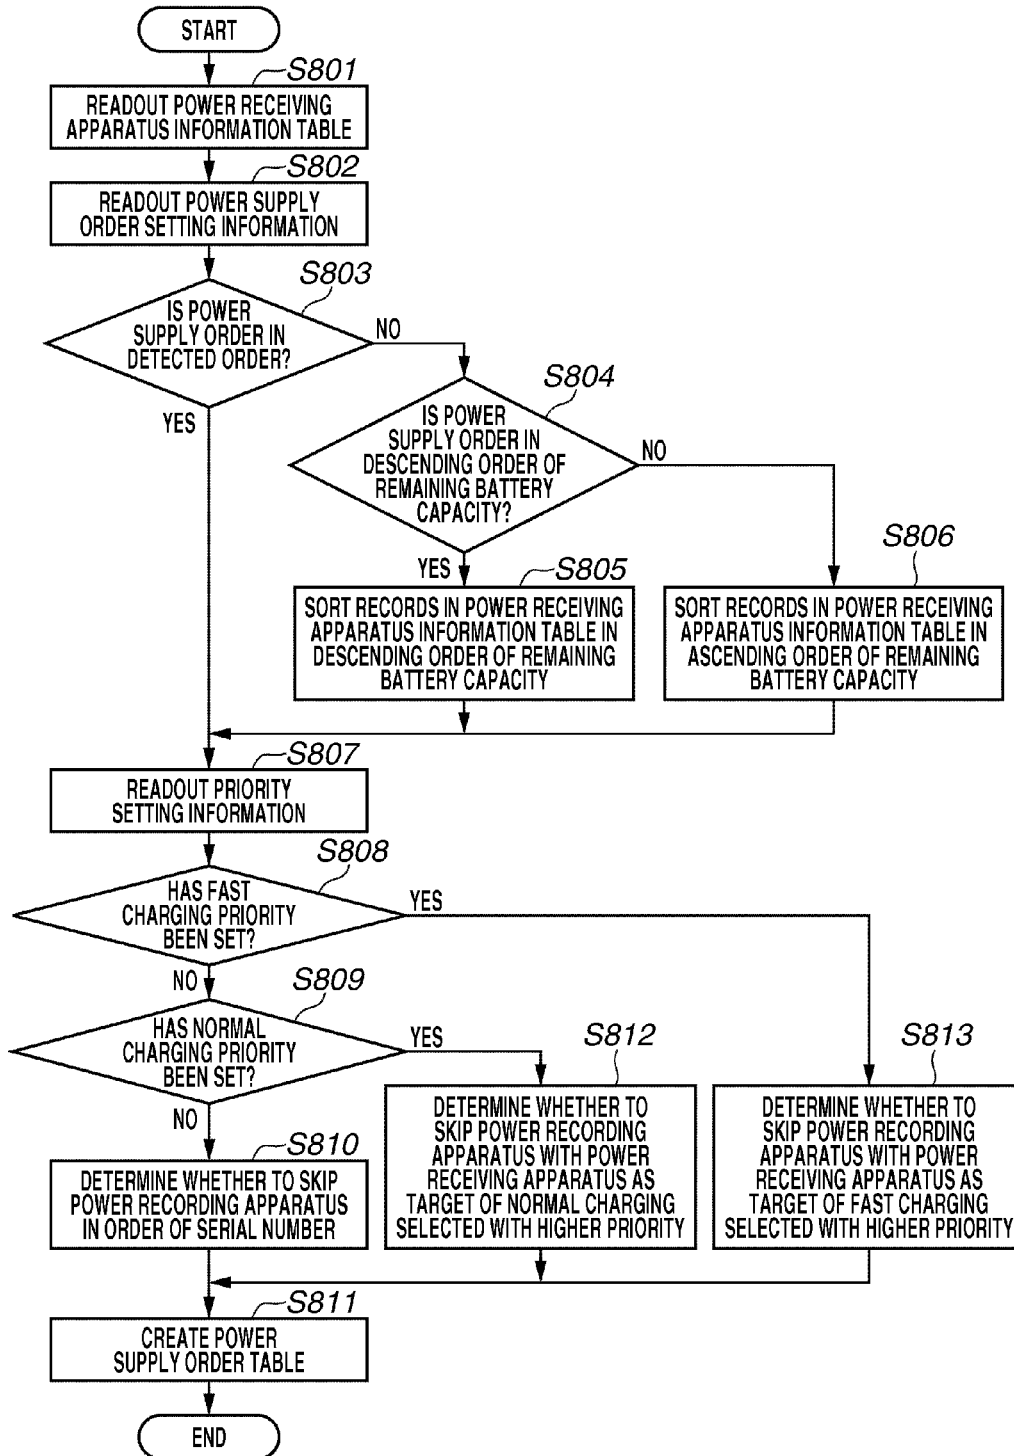 START
S801
READOUT POWER RECEIVING
APPARATUS INFORMATION TABLE
S802
READOUT POWER SUPPLY
ORDER SETTING INFORMATION
S803
IS POWER
SUPPLY ORDER IN
DETECTED ORDER?
NO
YES
S804
IS POWER
SUPPLY ORDER IN
DESCENDING ORDER OF
REMAINING BATTERY
CAPACITY?
NO
YES
S805
SORT RECORDS IN POWER RECEIVING
APPARATUS INFORMATION TABLE IN
DESCENDING ORDER OF REMAINING
BATTERY CAPACITY
S806
SORT RECORDS IN POWER RECEIVING
APPARATUS INFORMATION TABLE IN
ASCENDING ORDER OF REMAINING
BATTERY CAPACITY
S807
READOUT PRIORITY
SETTING INFORMATION
S808
HAS FAST
CHARGING PRIORITY
BEEN SET?
YES
NO
S809
HAS NORMAL
CHARGING PRIORITY
BEEN SET?
YES
NO
S810
DETERMINE WHETHER TO SKIP
POWER RECORDING APPARATUS
IN ORDER OF SERIAL NUMBER
S812
DETERMINE WHETHER TO
SKIP POWER RECORDING
APPARATUS WITH POWER
RECEIVING APPARATUS AS
TARGET OF NORMAL CHARGING
SELECTED WITH HIGHER PRIORITY
S813
DETERMINE WHETHER TO
SKIP POWER RECORDING
APPARATUS WITH POWER
RECEIVING APPARATUS AS
TARGET OF FAST CHARGING
SELECTED WITH HIGHER PRIORITY
S811
CREATE POWER
SUPPLY ORDER TABLE
END